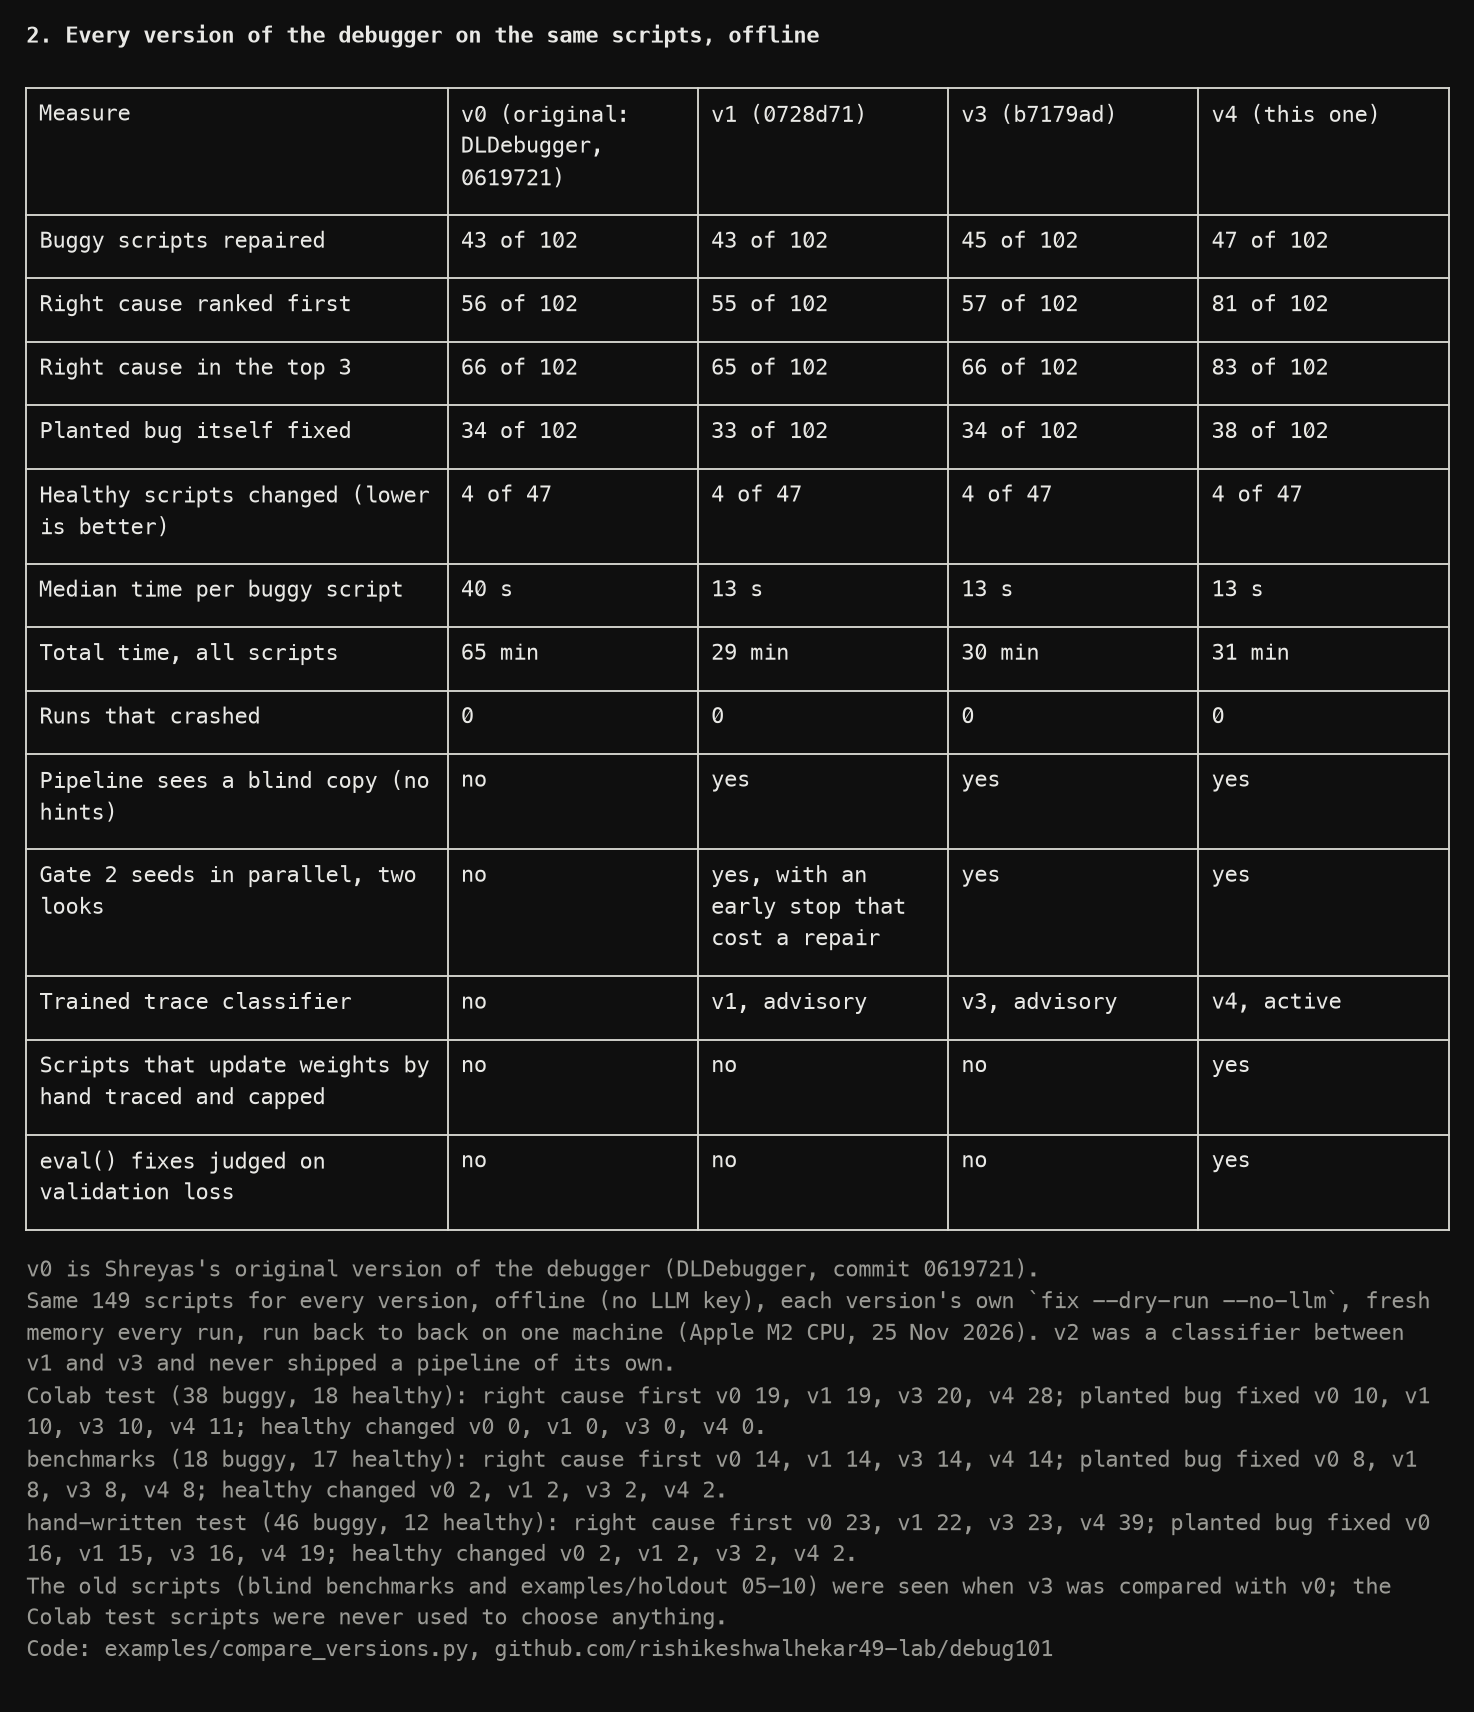 2. Every version of the debugger on the same scripts, offline
Measure
v0 (original:
DLDebugger,
0619721)
v1 (0728d71)
v3 (b7179ad)
v4 (this one)
Buggy scripts repaired
43 of 102
43 of 102
45 of 102
47 of 102
Right cause ranked first
56 of 102
55 of 102
57 of 102
81 of 102
Right cause in the top 3
66 of 102
65 of 102
66 of 102
83 of 102
Planted bug itself fixed
34 of 102
33 of 102
34 of 102
38 of 102
Healthy scripts changed (lower
is better)
4 of 47
4 of 47
4 of 47
4 of 47
Median time per buggy script
40 s
13 s
13 s
13 s
Total time, all scripts
65 min
29 min
30 min
31 min
Runs that crashed
0
0
0
0
Pipeline sees a blind copy (no
hints)
no
yes
yes
yes
Gate 2 seeds in parallel, two
looks
no
yes, with an
early stop that
cost a repair
yes
yes
Trained trace classifier
no
v1, advisory
v3, advisory
v4, active
Scripts that update weights by
hand traced and capped
no
no
no
yes
eval() fixes judged on
validation loss
no
no
no
yes
v0 is Shreyas's original version of the debugger (DLDebugger, commit 0619721).
Same 149 scripts for every version, offline (no LLM key), each version's own `fix --dry-run --no-llm`, fresh
memory every run, run back to back on one machine (Apple M2 CPU, 25 Nov 2026). v2 was a classifier between
v1 and v3 and never shipped a pipeline of its own.
Colab test (38 buggy, 18 healthy): right cause first v0 19, v1 19, v3 20, v4 28; planted bug fixed v0 10, v1
10, v3 10, v4 11; healthy changed v0 0, v1 0, v3 0, v4 0.
benchmarks (18 buggy, 17 healthy): right cause first v0 14, v1 14, v3 14, v4 14; planted bug fixed v0 8, v1
8, v3 8, v4 8; healthy changed v0 2, v1 2, v3 2, v4 2.
hand-written test (46 buggy, 12 healthy): right cause first v0 23, v1 22, v3 23, v4 39; planted bug fixed v0
16, v1 15, v3 16, v4 19; healthy changed v0 2, v1 2, v3 2, v4 2.
The old scripts (blind benchmarks and examples/holdout 05-10) were seen when v3 was compared with v0; the
Colab test scripts were never used to choose anything.
Code: examples/compare_versions.py, github.com/rishikeshwalhekar49-lab/debug101